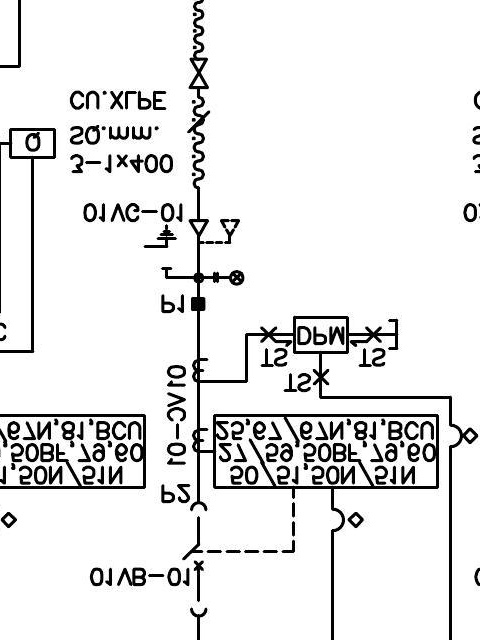 01VB-01
P2
1,50N/51N
,50BF,79,60
/67N,81,BCU
50/51,50N/51N
27/59,50BF,79,60
25,67/67N,81,BCU
01VC-01
TS
TS
TS
DPM
P1
01VG-01
3-1x400
SQ.mm.
CU.XLPE
Q